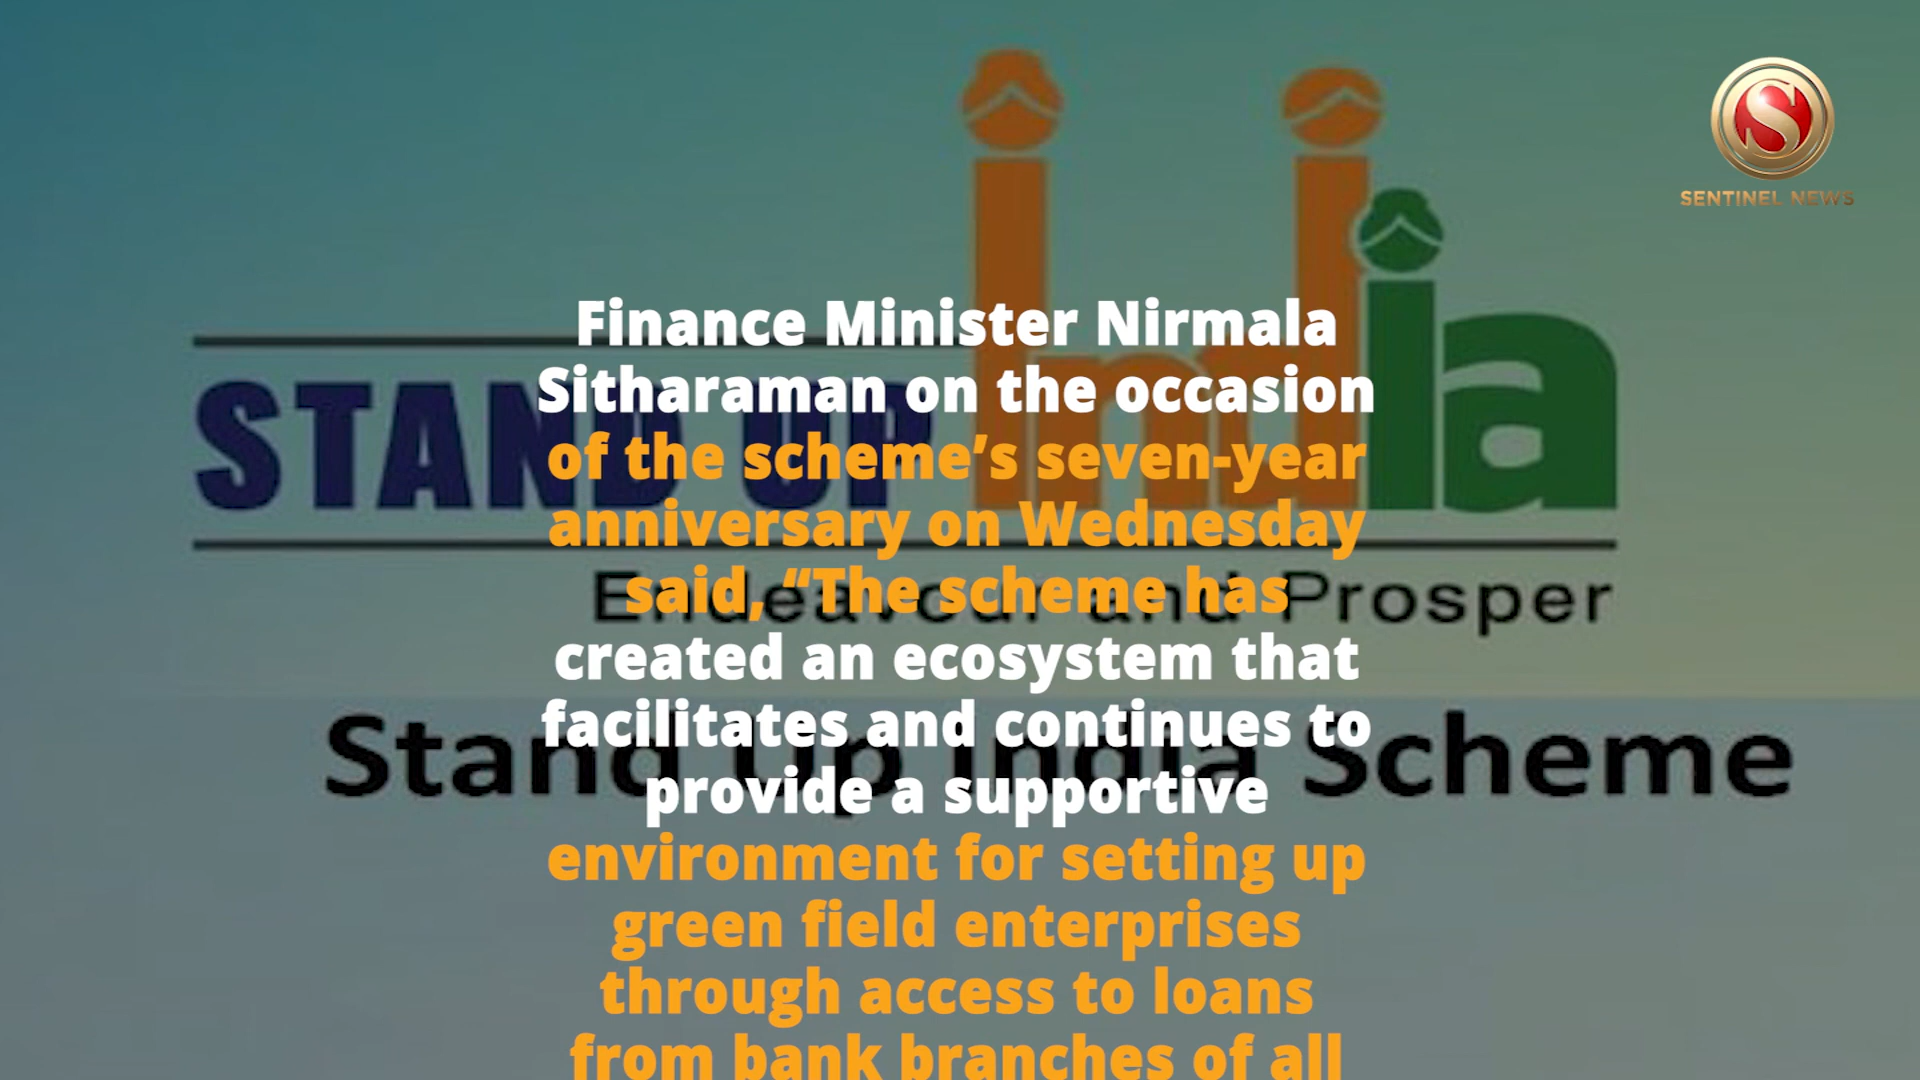 SENTINEL NEWS
STAND UP India
Endeavour and Prosper
Stand Up India Scheme
Finance Minister Nirmala
Sitharaman on the occasion
of the scheme’s seven-year
anniversary on Wednesday
said, “The scheme has
created an ecosystem that
facilitates and continues to
provide a supportive
environment for setting up
green field enterprises
through access to loans
from bank branches of all